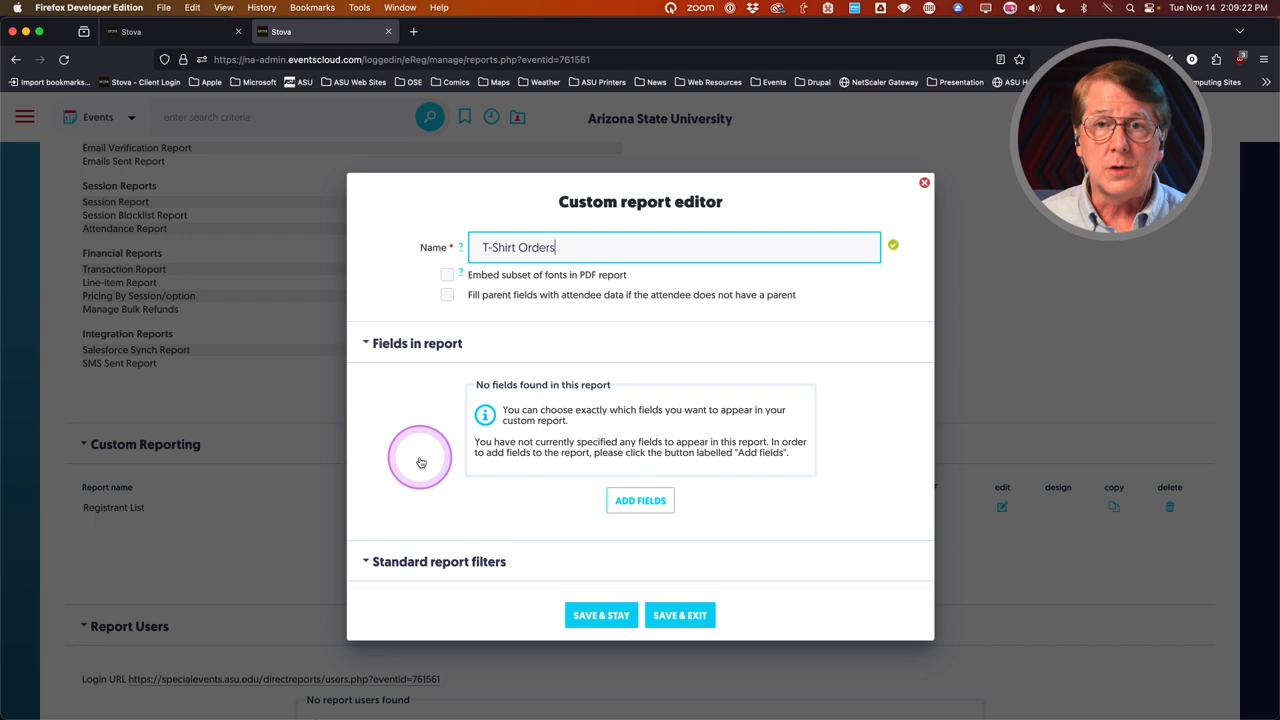 Firefox Developer Edition File Edit View History Bookmarks Tools Window Help zoom Tue Nov 14 2:09:22 PM
Stova
Stova
https://na-admin.eventscloud.com/loggedin/eReg/manage/reports.php?eventid=761561
Import bookmarks... Stova - Client Login Apple Microsoft ASU ASU Web Sites OSE Comics Maps Weather ASU Printers News Web Resources Events Drupal NetScaler Gateway Presentation ASU
Events enter search criteria Arizona State University
Email Verification Report
Emails Sent Report
Session Reports
Session Report
Session Blocklist Report
Attendance Report
Financial Reports
Transaction Report
Line-item Report
Pricing By Session/option
Manage Bulk Refunds
Integration Reports
Salesforce Synch Report
SMS Sent Report
Custom Reporting
Report name edit design copy delete
Registrant List
Report Users
Login URL https://specialevents.asu.edu/directreports/users.php?eventid=761561
No report users found
Custom report editor
Name * ? T-Shirt Orders
? Embed subset of fonts in PDF report
Fill parent fields with attendee data if the attendee does not have a parent
Fields in report
No fields found in this report
You can choose exactly which fields you want to appear in your
custom report.
You have not currently specified any fields to appear in this report. In order
to add fields to the report, please click the button labelled "Add fields".
ADD FIELDS
Standard report filters
SAVE & STAY SAVE & EXIT